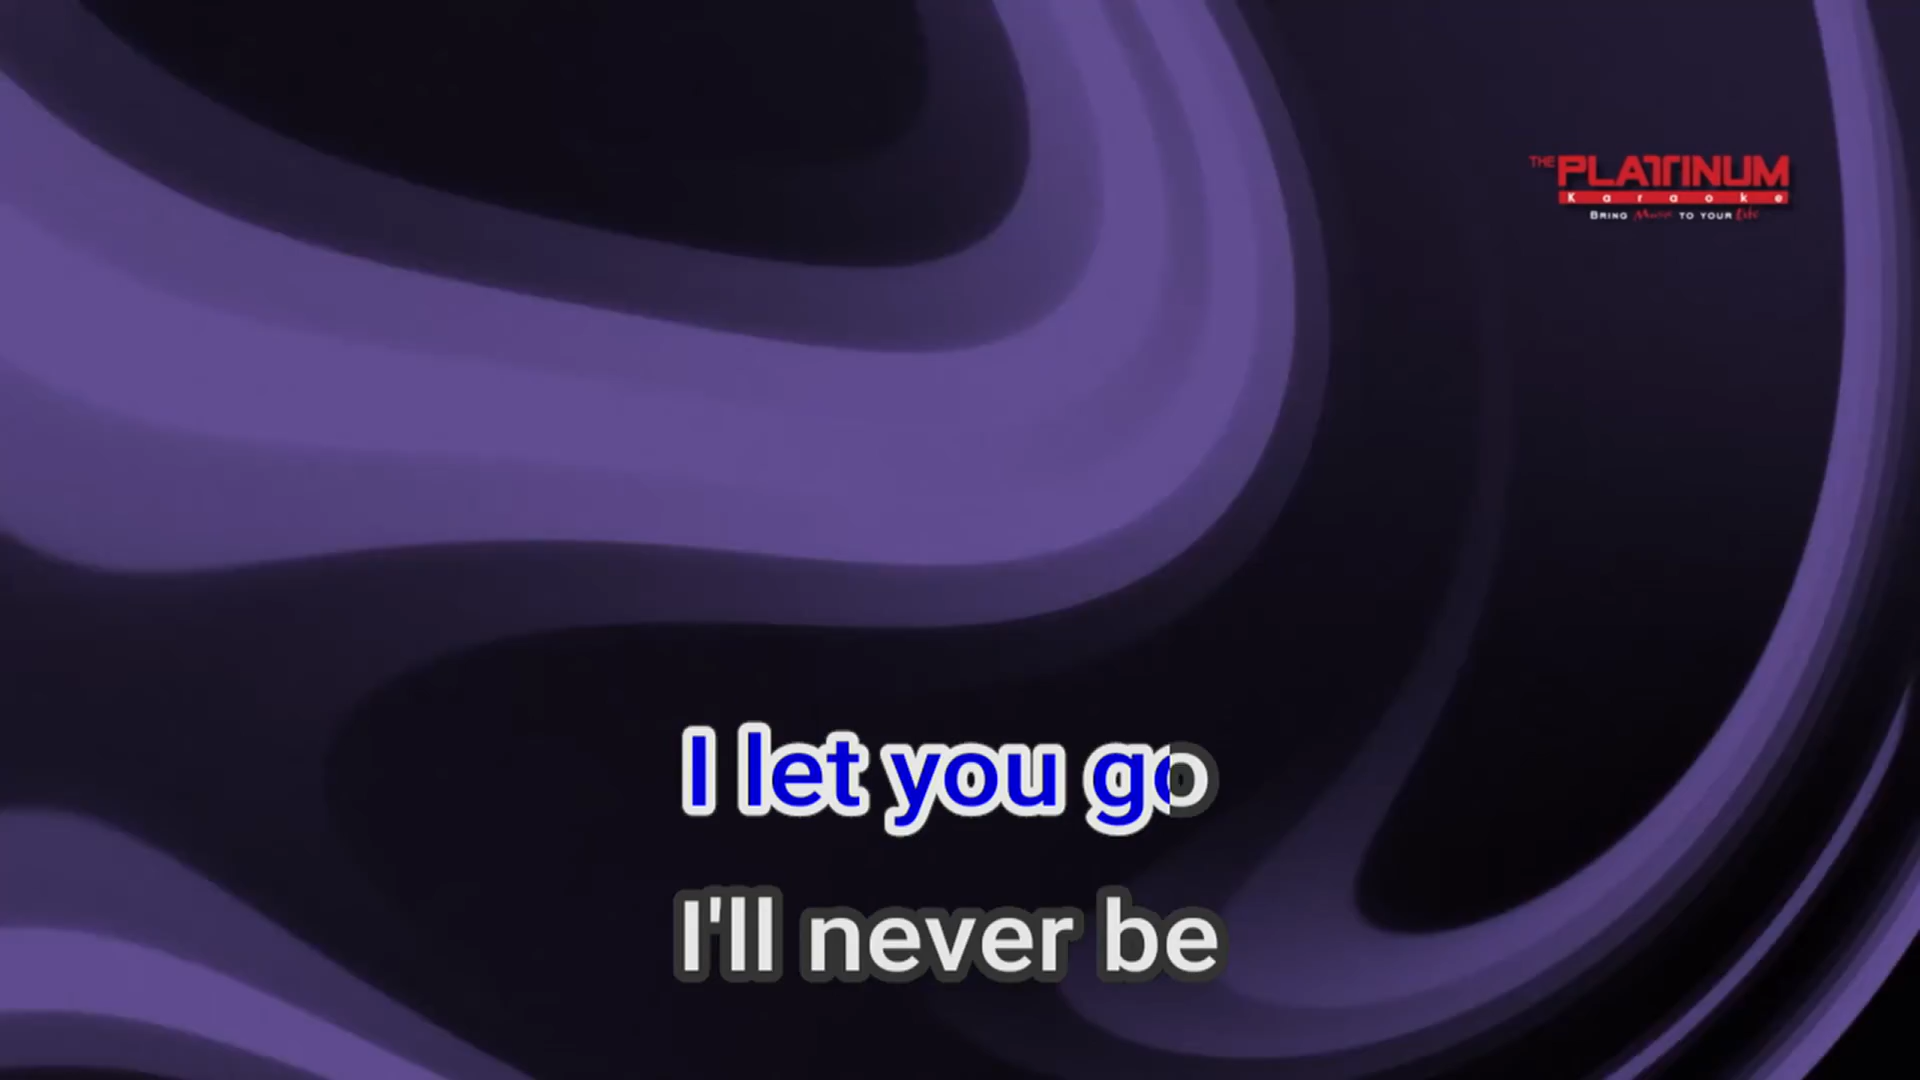 THE PLATINUM
Karaoke
BRING Music TO YOUR Life
I let you go
I'll never be